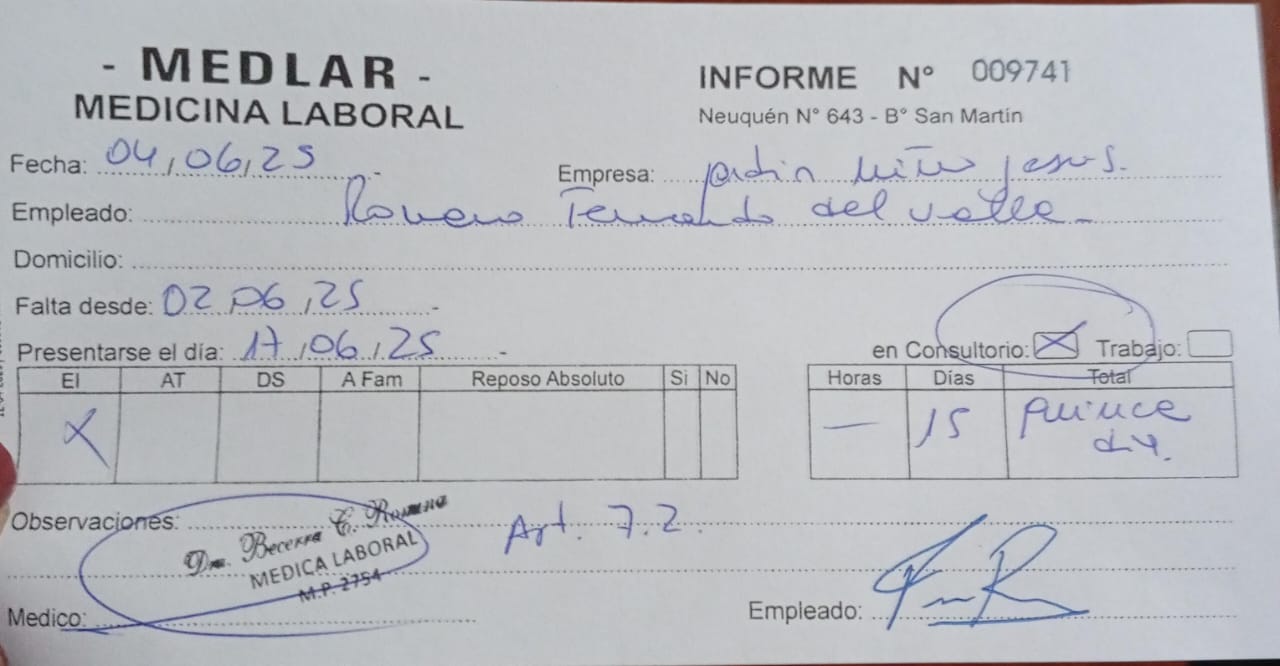 - MEDLAR -
MEDICINA LABORAL
INFORME N° 009741
Neuquén N° 643 - B° San Martín
Fecha: 04,06,25
Empresa: Jardin Niño Jesus.
Empleado: Romero Fernando del valle
Domicilio:
Falta desde: 02,06,25
Presentarse el día: 17,06,25
en Consultorio: X Trabajo:
EI AT DS A Fam Reposo Absoluto Si No
X
Horas Días Total
— 15 quince
Observaciones: Art. 7.2.
Dra. Becerra C. Romina
MEDICA LABORAL
M.P. 2754
Medico:
Empleado: